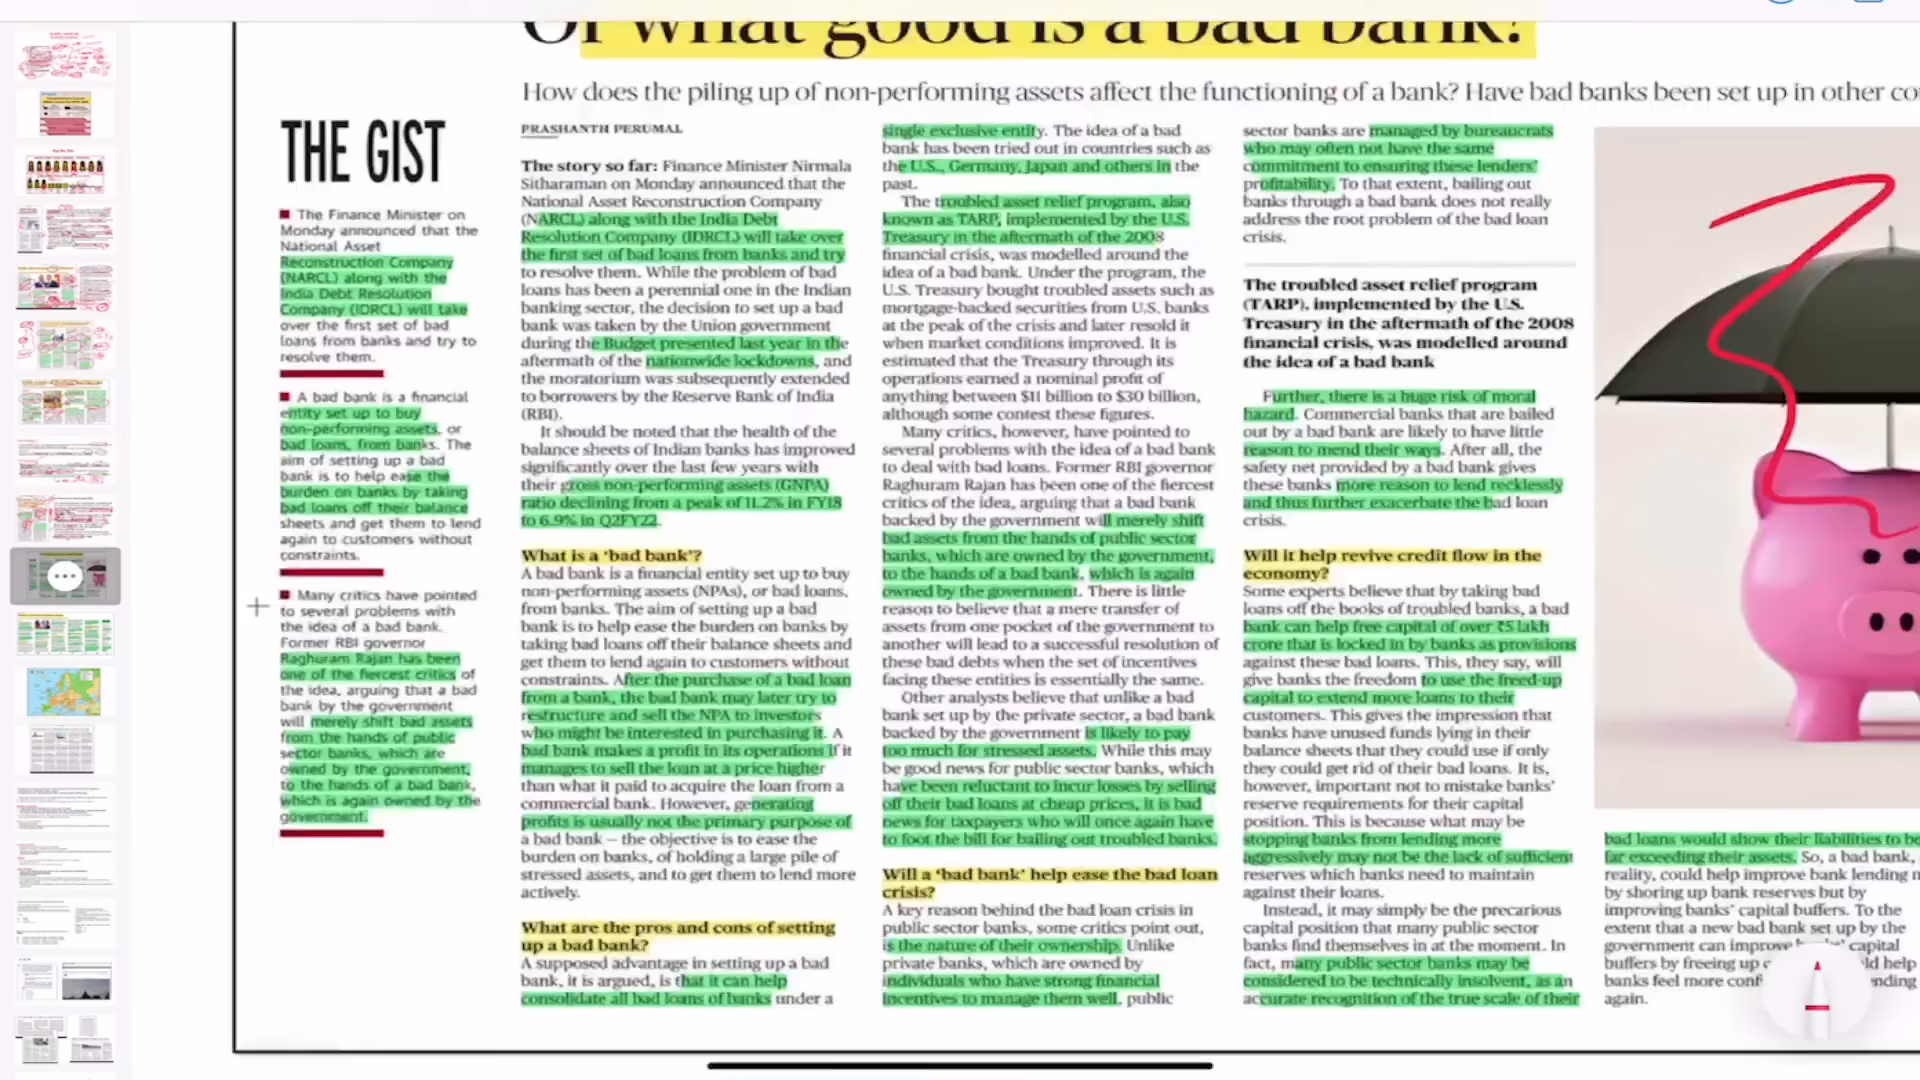 Of what good is a bad bank?
How does the piling up of non-performing assets affect the functioning of a bank? Have bad banks been set up in other co
THE GIST
The Finance Minister on
Monday announced that the
National Asset
Reconstruction Company
(NARCL) along with the
India Debt Resolution
Company (IDRCL) will take
over the first set of bad
loans from banks and try to
resolve them.
A bad bank is a financial
entity set up to buy
non-performing assets, or
bad loans, from banks. The
aim of setting up a bad
bank is to help ease the
burden on banks by taking
bad loans off their balance
sheets and get them to lend
again to customers without
constraints.
Many critics have pointed
to several problems with
the idea of a bad bank.
Former RBI governor
Raghuram Rajan has been
one of the fiercest critics of
the idea, arguing that a bad
bank by the government
will merely shift bad assets
from the hands of public
sector banks, which are
owned by the government,
to the hands of a bad bank,
which is again owned by the
government.
PRASHANTH PERUMAL
The story so far: Finance Minister Nirmala
Sitharaman on Monday announced that the
National Asset Reconstruction Company
(NARCL) along with the India Debt
Resolution Company (IDRCL) will take over
the first set of bad loans from banks and try
to resolve them. While the problem of bad
loans has been a perennial one in the Indian
banking sector, the decision to set up a bad
bank was taken by the Union government
during the Budget presented last year in the
aftermath of the nationwide lockdowns, and
the moratorium was subsequently extended
to borrowers by the Reserve Bank of India
(RBI).
It should be noted that the health of the
balance sheets of Indian banks has improved
significantly over the last few years with
their gross non-performing assets (GNPA)
ratio declining from a peak of 11.2% in FY18
to 6.9% in Q2FY22.
What is a ‘bad bank’?
A bad bank is a financial entity set up to buy
non-performing assets (NPAs), or bad loans,
from banks. The aim of setting up a bad
bank is to help ease the burden on banks by
taking bad loans off their balance sheets and
get them to lend again to customers without
constraints. After the purchase of a bad loan
from a bank, the bad bank may later try to
restructure and sell the NPA to investors
who might be interested in purchasing it. A
bad bank makes a profit in its operations if it
manages to sell the loan at a price higher
than what it paid to acquire the loan from a
commercial bank. However, generating
profits is usually not the primary purpose of
a bad bank — the objective is to ease the
burden on banks, of holding a large pile of
stressed assets, and to get them to lend more
actively.
What are the pros and cons of setting
up a bad bank?
A supposed advantage in setting up a bad
bank, it is argued, is that it can help
consolidate all bad loans of banks under a
single exclusive entity. The idea of a bad
bank has been tried out in countries such as
the U.S., Germany, Japan and others in the
past.
The troubled asset relief program, also
known as TARP, implemented by the U.S.
Treasury in the aftermath of the 2008
financial crisis, was modelled around the
idea of a bad bank. Under the program, the
U.S. Treasury bought troubled assets such as
mortgage-backed securities from U.S. banks
at the peak of the crisis and later resold it
when market conditions improved. It is
estimated that the Treasury through its
operations earned a nominal profit of
anything between $11 billion to $30 billion,
although some contest these figures.
Many critics, however, have pointed to
several problems with the idea of a bad bank
to deal with bad loans. Former RBI governor
Raghuram Rajan has been one of the fiercest
critics of the idea, arguing that a bad bank
backed by the government will merely shift
bad assets from the hands of public sector
banks, which are owned by the government,
to the hands of a bad bank, which is again
owned by the government. There is little
reason to believe that a mere transfer of
assets from one pocket of the government to
another will lead to a successful resolution of
these bad debts when the set of incentives
facing these entities is essentially the same.
Other analysts believe that unlike a bad
bank set up by the private sector, a bad bank
backed by the government is likely to pay
too much for stressed assets. While this may
be good news for public sector banks, which
have been reluctant to incur losses by selling
off their bad loans at cheap prices, it is bad
news for taxpayers who will once again have
to foot the bill for bailing out troubled banks.
Will a ‘bad bank’ help ease the bad loan
crisis?
A key reason behind the bad loan crisis in
public sector banks, some critics point out,
is the nature of their ownership. Unlike
private banks, which are owned by
individuals who have strong financial
incentives to manage them well, public
sector banks are managed by bureaucrats
who may often not have the same
commitment to ensuring these lenders’
profitability. To that extent, bailing out
banks through a bad bank does not really
address the root problem of the bad loan
crisis.
The troubled asset relief program
(TARP), implemented by the U.S.
Treasury in the aftermath of the 2008
financial crisis, was modelled around
the idea of a bad bank
Further, there is a huge risk of moral
hazard. Commercial banks that are bailed
out by a bad bank are likely to have little
reason to mend their ways. After all, the
safety net provided by a bad bank gives
these banks more reason to lend recklessly
and thus further exacerbate the bad loan
crisis.
Will it help revive credit flow in the
economy?
Some experts believe that by taking bad
loans off the books of troubled banks, a bad
bank can help free capital of over ₹5 lakh
crore that is locked in by banks as provisions
against these bad loans. This, they say, will
give banks the freedom to use the freed-up
capital to extend more loans to their
customers. This gives the impression that
banks have unused funds lying in their
balance sheets that they could use if only
they could get rid of their bad loans. It is,
however, important not to mistake banks’
reserve requirements for their capital
position. This is because what may be
stopping banks from lending more
aggressively may not be the lack of sufficient
reserves which banks need to maintain
against their loans.
Instead, it may simply be the precarious
capital position that many public sector
banks find themselves in at the moment. In
fact, many public sector banks may be
considered to be technically insolvent, as an
accurate recognition of the true scale of their
bad loans would show their liabilities to be
far exceeding their assets. So, a bad bank,
reality, could help improve bank lending n
by shoring up bank reserves but by
improving banks’ capital buffers. To the
extent that a new bad bank set up by the
government can improve capital
buffers by freeing up help
banks feel more
again.